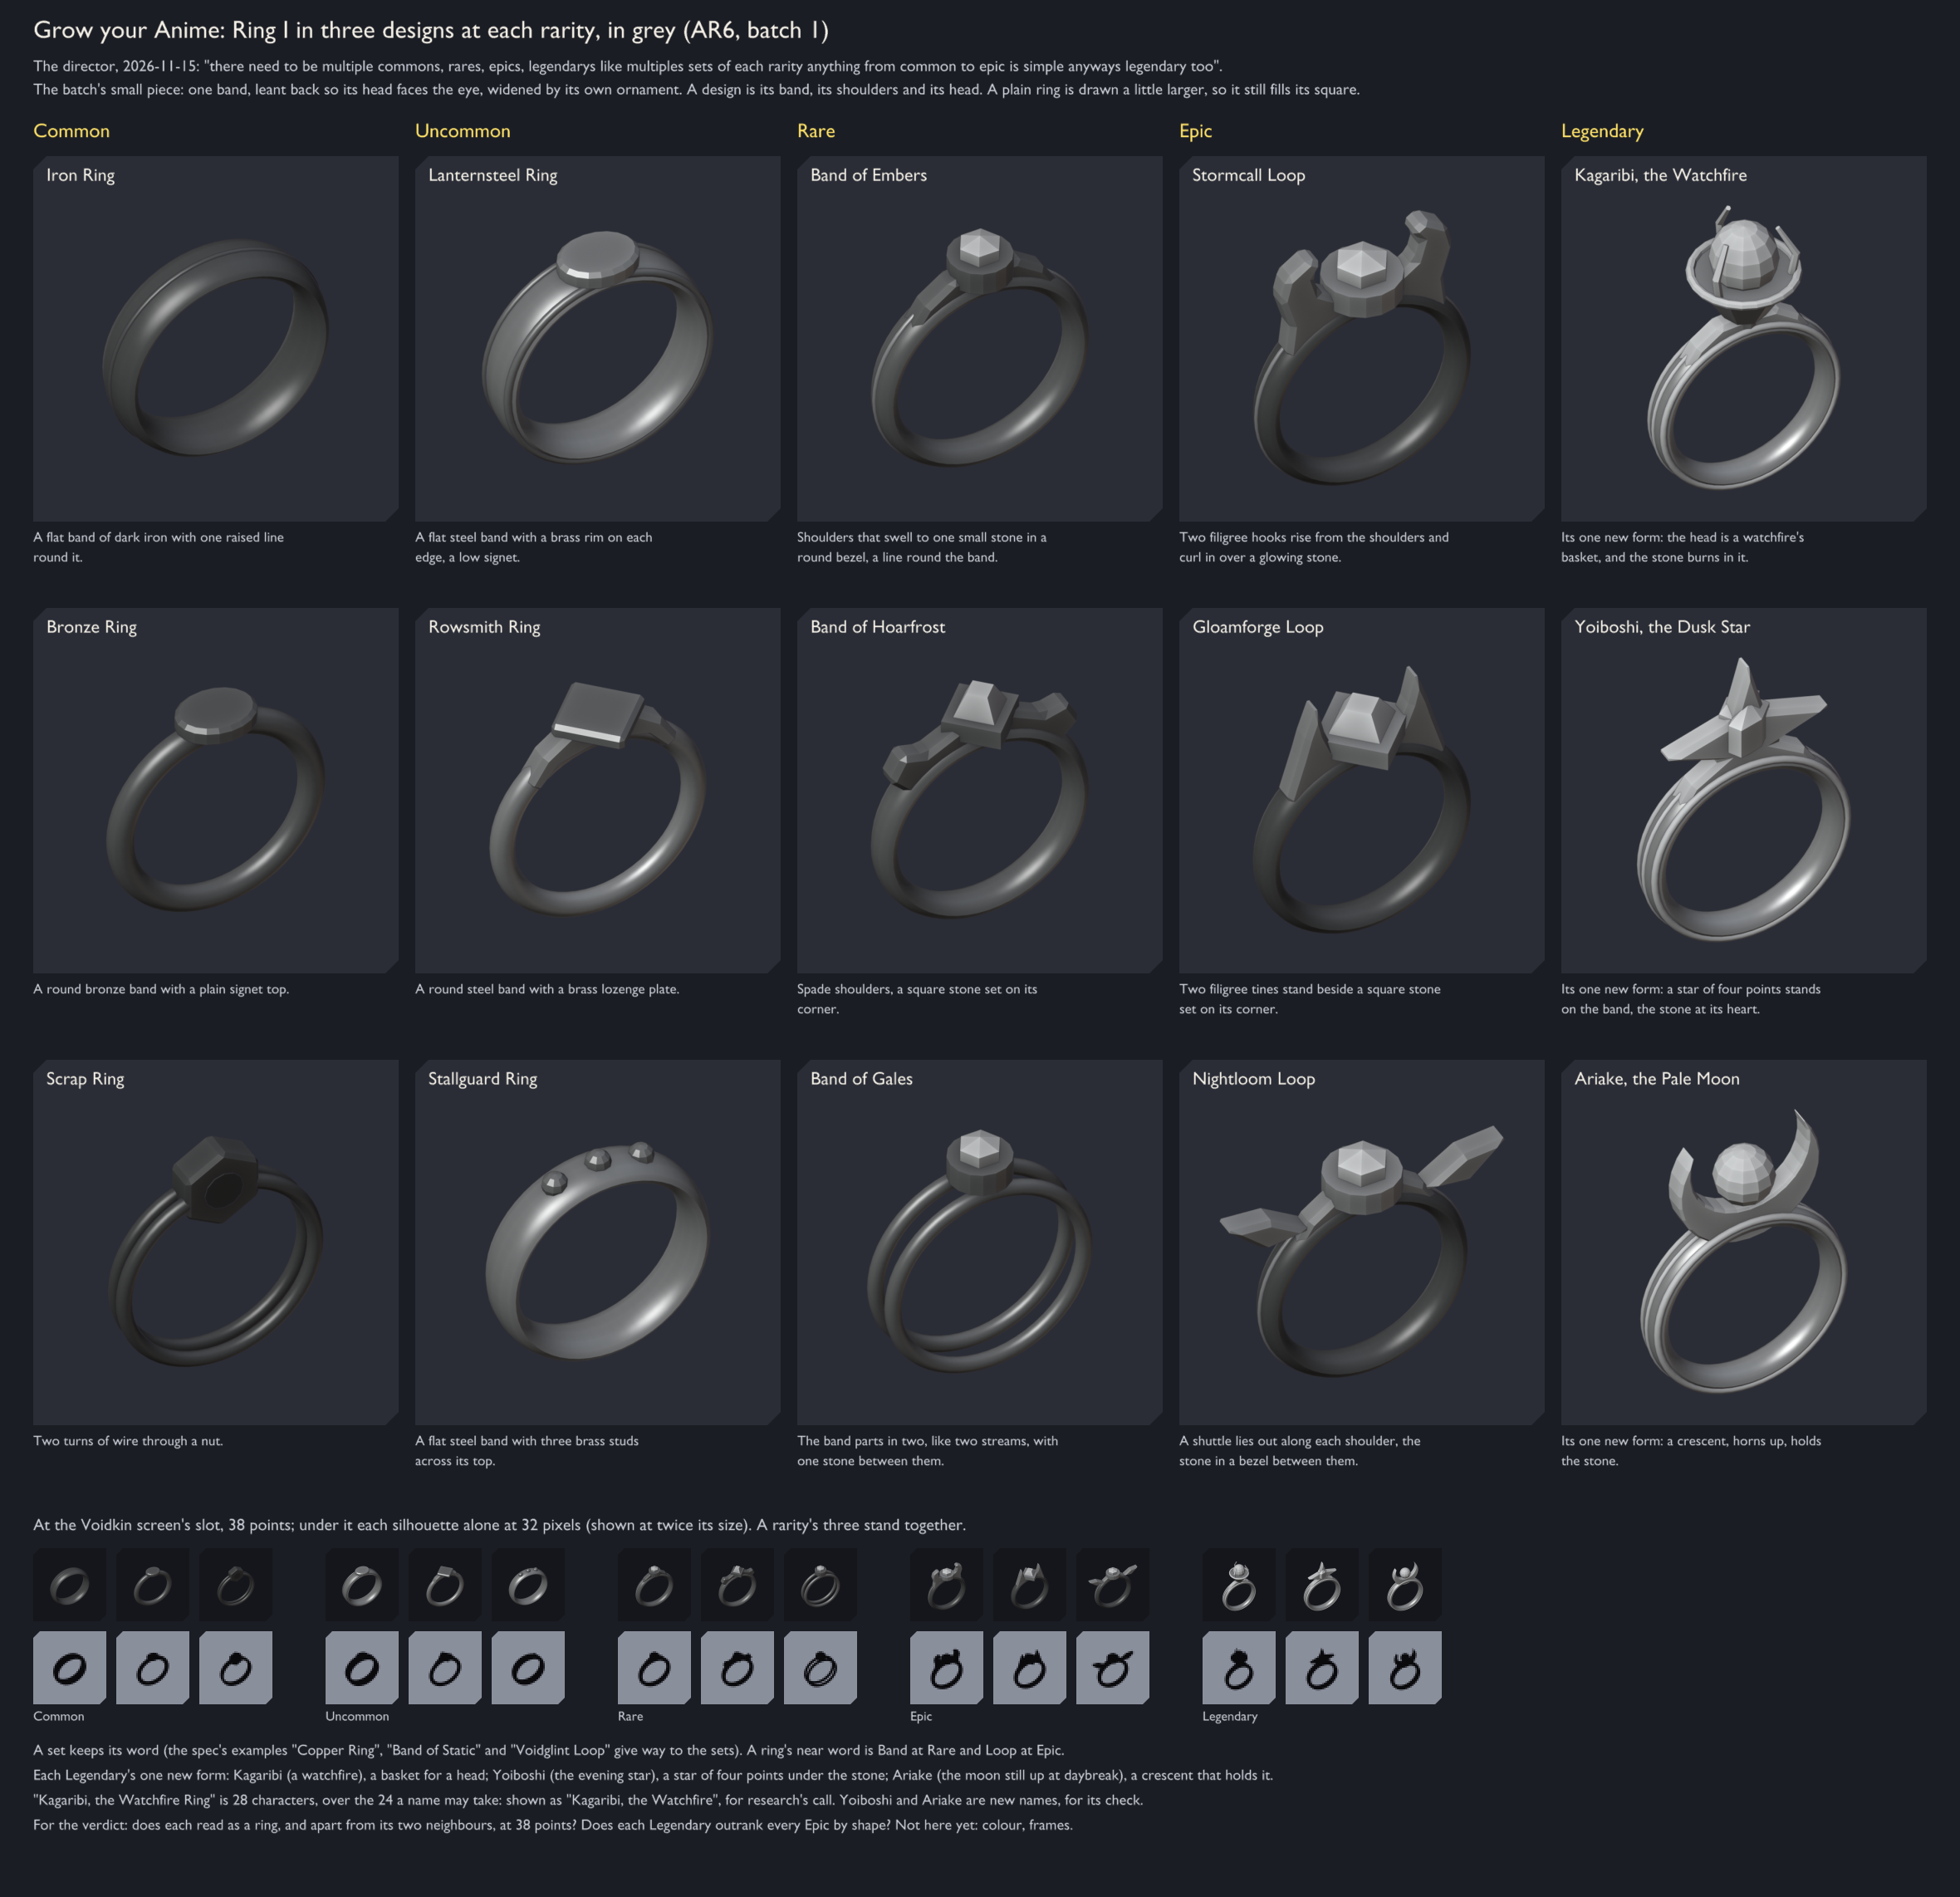 Grow your Anime: Ring I in three designs at each rarity, in grey (AR6, batch 1)
The director, 2026-11-15: "there need to be multiple commons, rares, epics, legendarys like multiples sets of each rarity anything from common to epic is simple anyways legendary too".
The batch's small piece: one band, leant back so its head faces the eye, widened by its own ornament. A design is its band, its shoulders and its head. A plain ring is drawn a little larger, so it still fills its square.
Common
Uncommon
Rare
Epic
Legendary
Iron Ring
Lanternsteel Ring
Band of Embers
Stormcall Loop
Kagaribi, the Watchfire
A flat band of dark iron with one raised line
round it.
A flat steel band with a brass rim on each
edge, a low signet.
Shoulders that swell to one small stone in a
round bezel, a line round the band.
Two filigree hooks rise from the shoulders and
curl in over a glowing stone.
Its one new form: the head is a watchfire's
basket, and the stone burns in it.
Bronze Ring
Rowsmith Ring
Band of Hoarfrost
Gloamforge Loop
Yoiboshi, the Dusk Star
A round bronze band with a plain signet top.
A round steel band with a brass lozenge plate.
Spade shoulders, a square stone set on its
corner.
Two filigree tines stand beside a square stone
set on its corner.
Its one new form: a star of four points stands
on the band, the stone at its heart.
Scrap Ring
Stallguard Ring
Band of Gales
Nightloom Loop
Ariake, the Pale Moon
Two turns of wire through a nut.
A flat steel band with three brass studs
across its top.
The band parts in two, like two streams, with
one stone between them.
A shuttle lies out along each shoulder, the
stone in a bezel between them.
Its one new form: a crescent, horns up, holds
the stone.
At the Voidkin screen's slot, 38 points; under it each silhouette alone at 32 pixels (shown at twice its size). A rarity's three stand together.
Common
Uncommon
Rare
Epic
Legendary
A set keeps its word (the spec's examples "Copper Ring", "Band of Static" and "Voidglint Loop" give way to the sets). A ring's near word is Band at Rare and Loop at Epic.
Each Legendary's one new form: Kagaribi (a watchfire), a basket for a head; Yoiboshi (the evening star), a star of four points under the stone; Ariake (the moon still up at daybreak), a crescent that holds it.
"Kagaribi, the Watchfire Ring" is 28 characters, over the 24 a name may take: shown as "Kagaribi, the Watchfire", for research's call. Yoiboshi and Ariake are new names, for its check.
For the verdict: does each read as a ring, and apart from its two neighbours, at 38 points? Does each Legendary outrank every Epic by shape? Not here yet: colour, frames.